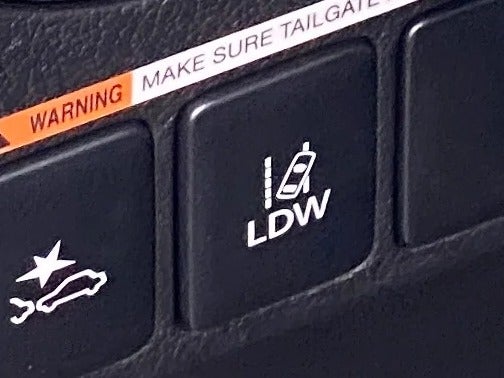 WARNING MAKE SURE TAILGATE
LDW